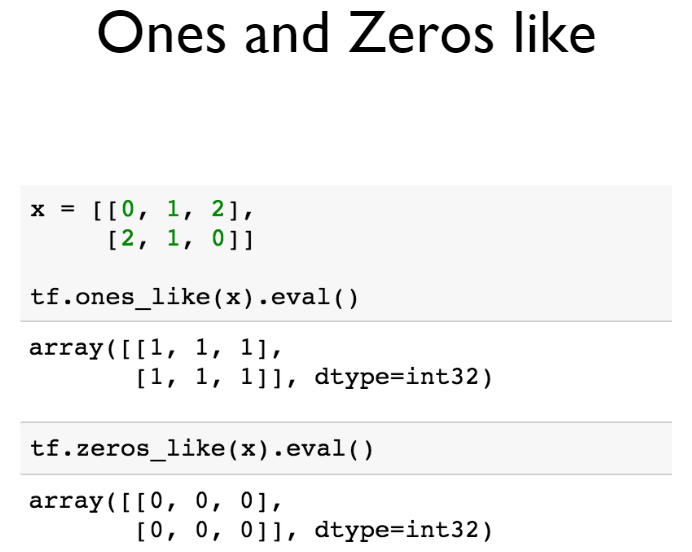 Ones and Zeros like
x = [[0, 1, 2],
[2, 1, 0]]
tf.ones_like(x).eval()
array([[1, 1, 1],
[1, 1, 1]], dtype=int32)
tf.zeros_like(x).eval()
array([[0, 0, 0],
[0, 0, 0]], dtype=int32)